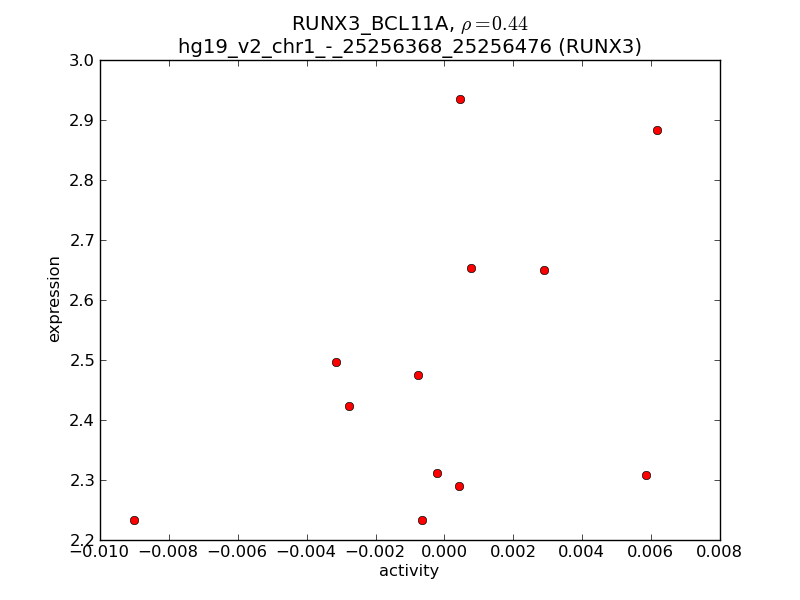 RUNX3_BCL11A, ρ = 0.44
hg19_v2_chr1_-_25256368_25256476 (RUNX3)
3.0
2.9
2.8
2.7
2.6
2.5
2.4
2.3
2.2
expression
−0.010 −0.008 −0.006 −0.004 −0.002 0.000 0.002 0.004 0.006 0.008
activity